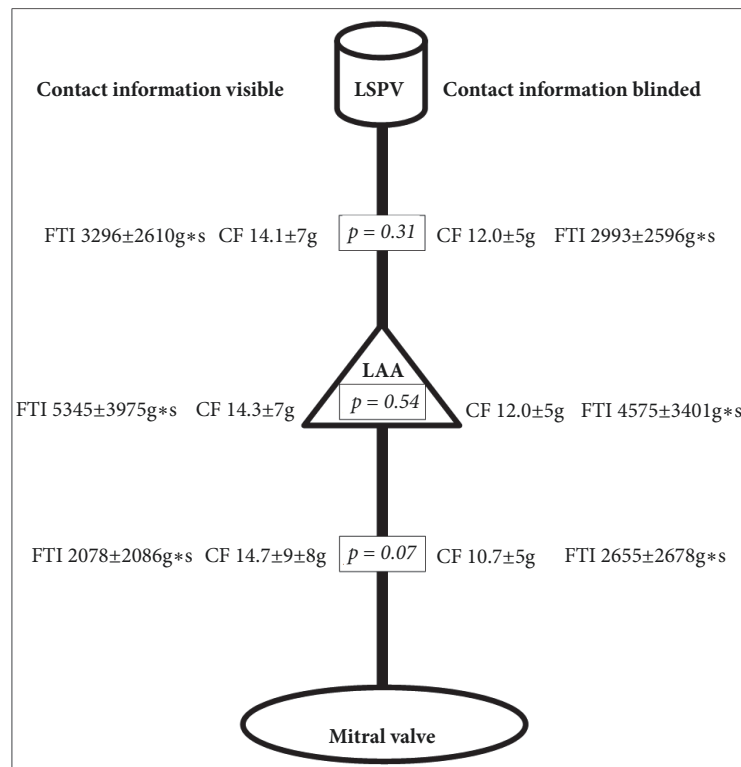 Contact information visible LSPV Contact information blinded
FTI 3296±2610g∗s CF 14.1±7g p = 0.31 CF 12.0±5g FTI 2993±2596g∗s
LAA
FTI 5345±3975g∗s CF 14.3±7g p = 0.54 CF 12.0±5g FTI 4575±3401g∗s
FTI 2078±2086g∗s CF 14.7±9±8g p = 0.07 CF 10.7±5g FTI 2655±2678g∗s
Mitral valve